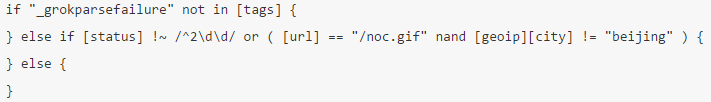 if "_grokparsefailure" not in [tags] {
} else if [status] !~ /^2\d\d/ or ( [url] == "/noc.gif" nand [geoip][city] != "beijing" ) {
} else {
}